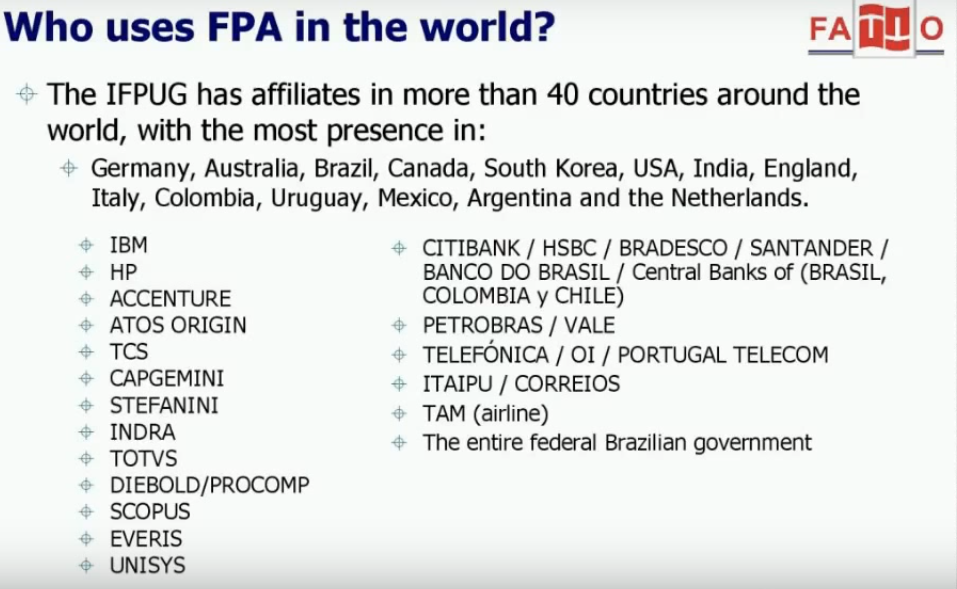 Who uses FPA in the world?
FATTO
The IFPUG has affiliates in more than 40 countries around the
world, with the most presence in:
Germany, Australia, Brazil, Canada, South Korea, USA, India, England,
Italy, Colombia, Uruguay, Mexico, Argentina and the Netherlands.
IBM
HP
ACCENTURE
ATOS ORIGIN
TCS
CAPGEMINI
STEFANINI
INDRA
TOTVS
DIEBOLD/PROCOMP
SCOPUS
EVERIS
UNISYS
CITIBANK / HSBC / BRADESCO / SANTANDER /
BANCO DO BRASIL / Central Banks of (BRASIL,
COLOMBIA y CHILE)
PETROBRAS / VALE
TELEFÓNICA / OI / PORTUGAL TELECOM
ITAIPU / CORREIOS
TAM (airline)
The entire federal Brazilian government